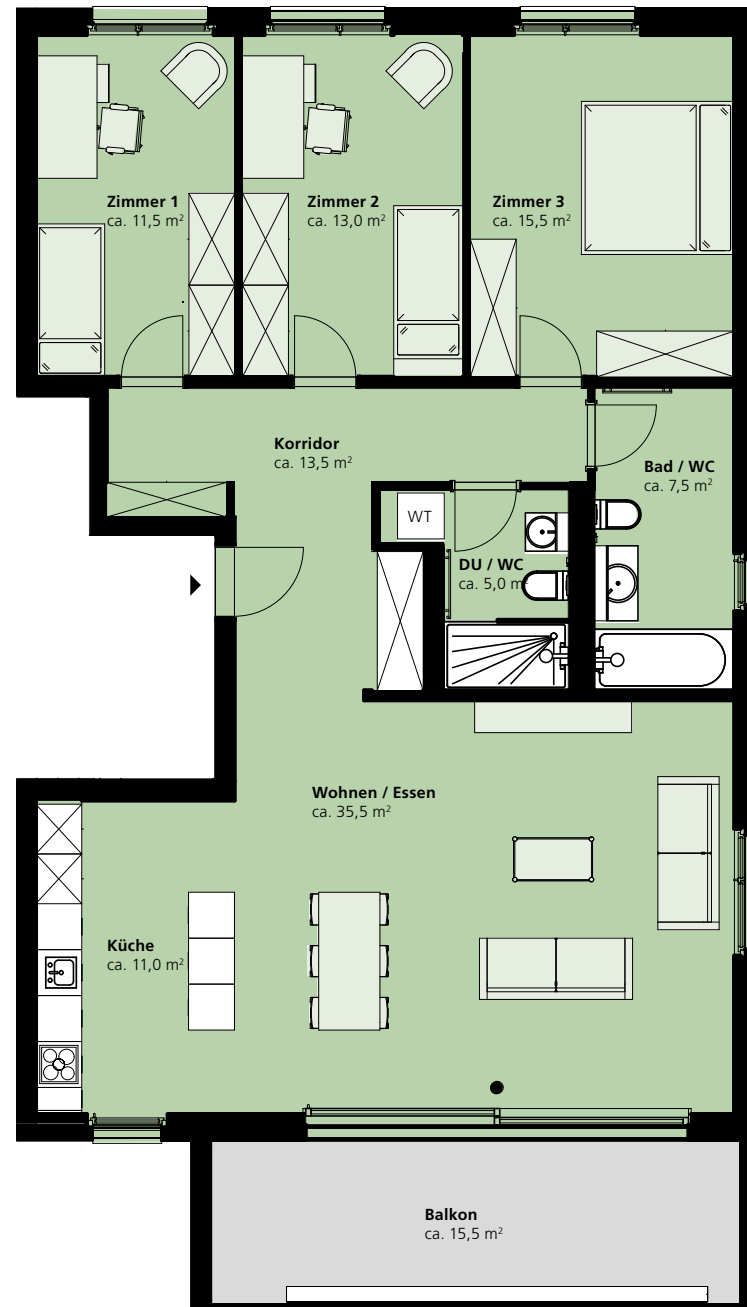 Zimmer 1
ca. 11,5 m²
Zimmer 2
ca. 13,0 m²
Zimmer 3
ca. 15,5 m²
Korridor
ca. 13,5 m²
Bad / WC
ca. 7,5 m²
WT
DU / WC
ca. 5,0 m²
Wohnen / Essen
ca. 35,5 m²
Küche
ca. 11,0 m²
Balkon
ca. 15,5 m²